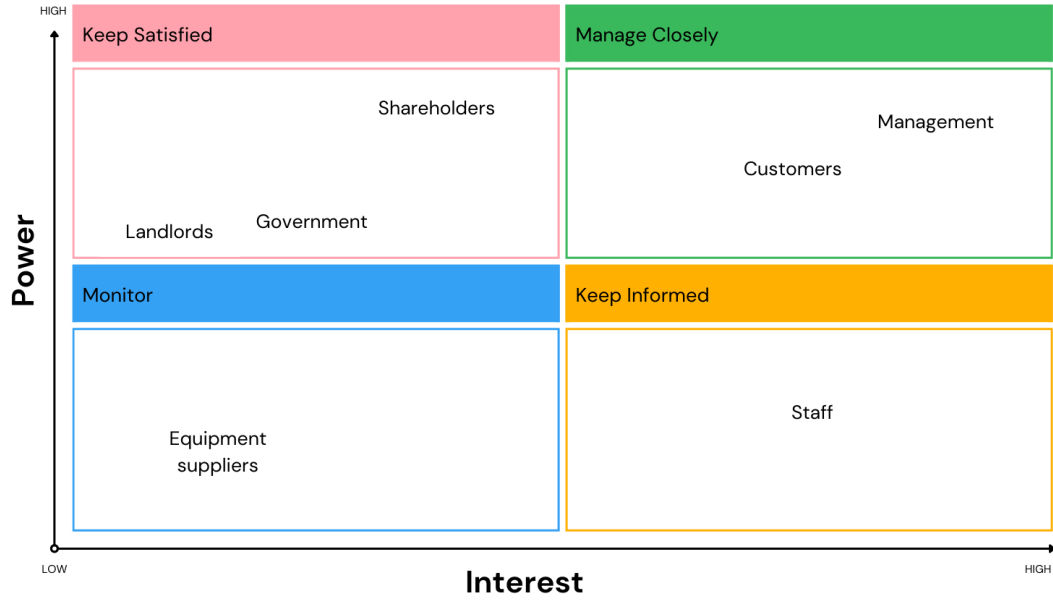 HIGH
Keep Satisfied
Manage Closely
Shareholders
Management
Customers
Government
Landlords
Power
Monitor
Keep Informed
Staff
Equipment
suppliers
LOW
HIGH
Interest